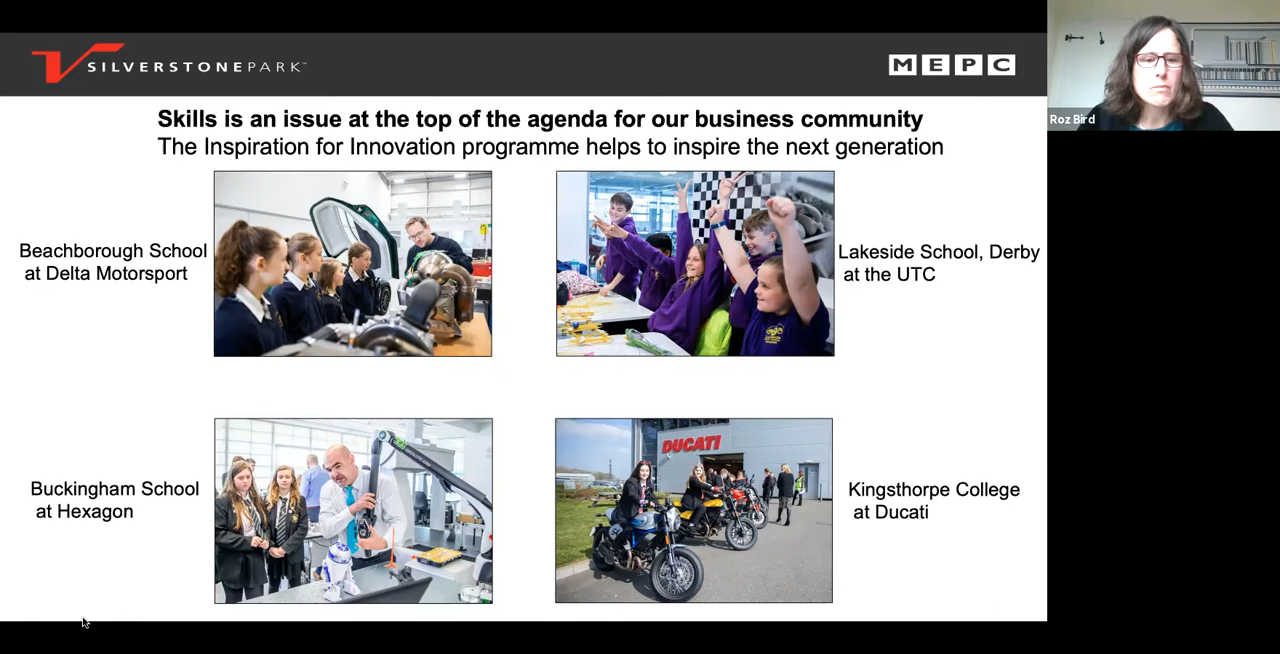 SILVERSTONEPARK™
MEPC
Roz Bird
Skills is an issue at the top of the agenda for our business community
The Inspiration for Innovation programme helps to inspire the next generation
Beachborough School
at Delta Motorsport
Lakeside School, Derby
at the UTC
DUCATI
Buckingham School
at Hexagon
Kingsthorpe College
at Ducati